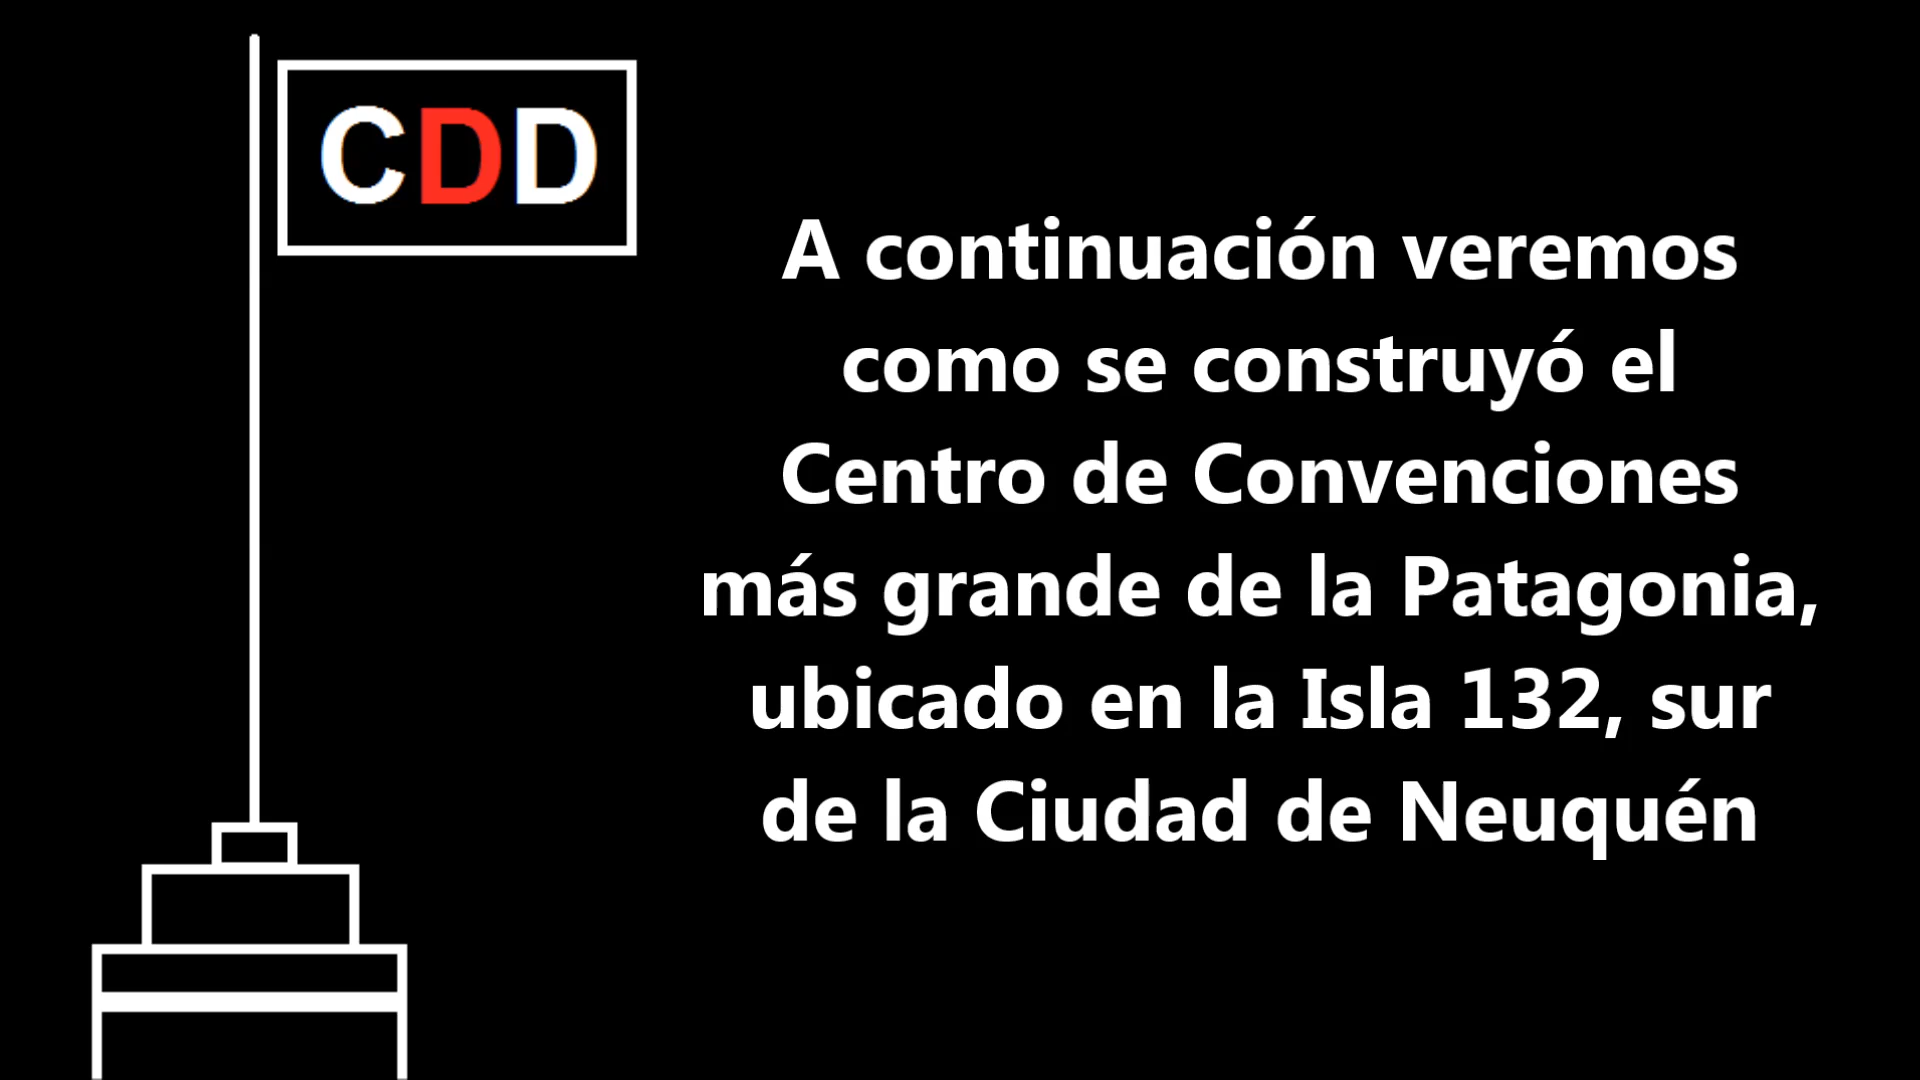 CDD
A continuación veremos
como se construyó el
Centro de Convenciones
más grande de la Patagonia,
ubicado en la Isla 132, sur
de la Ciudad de Neuquén